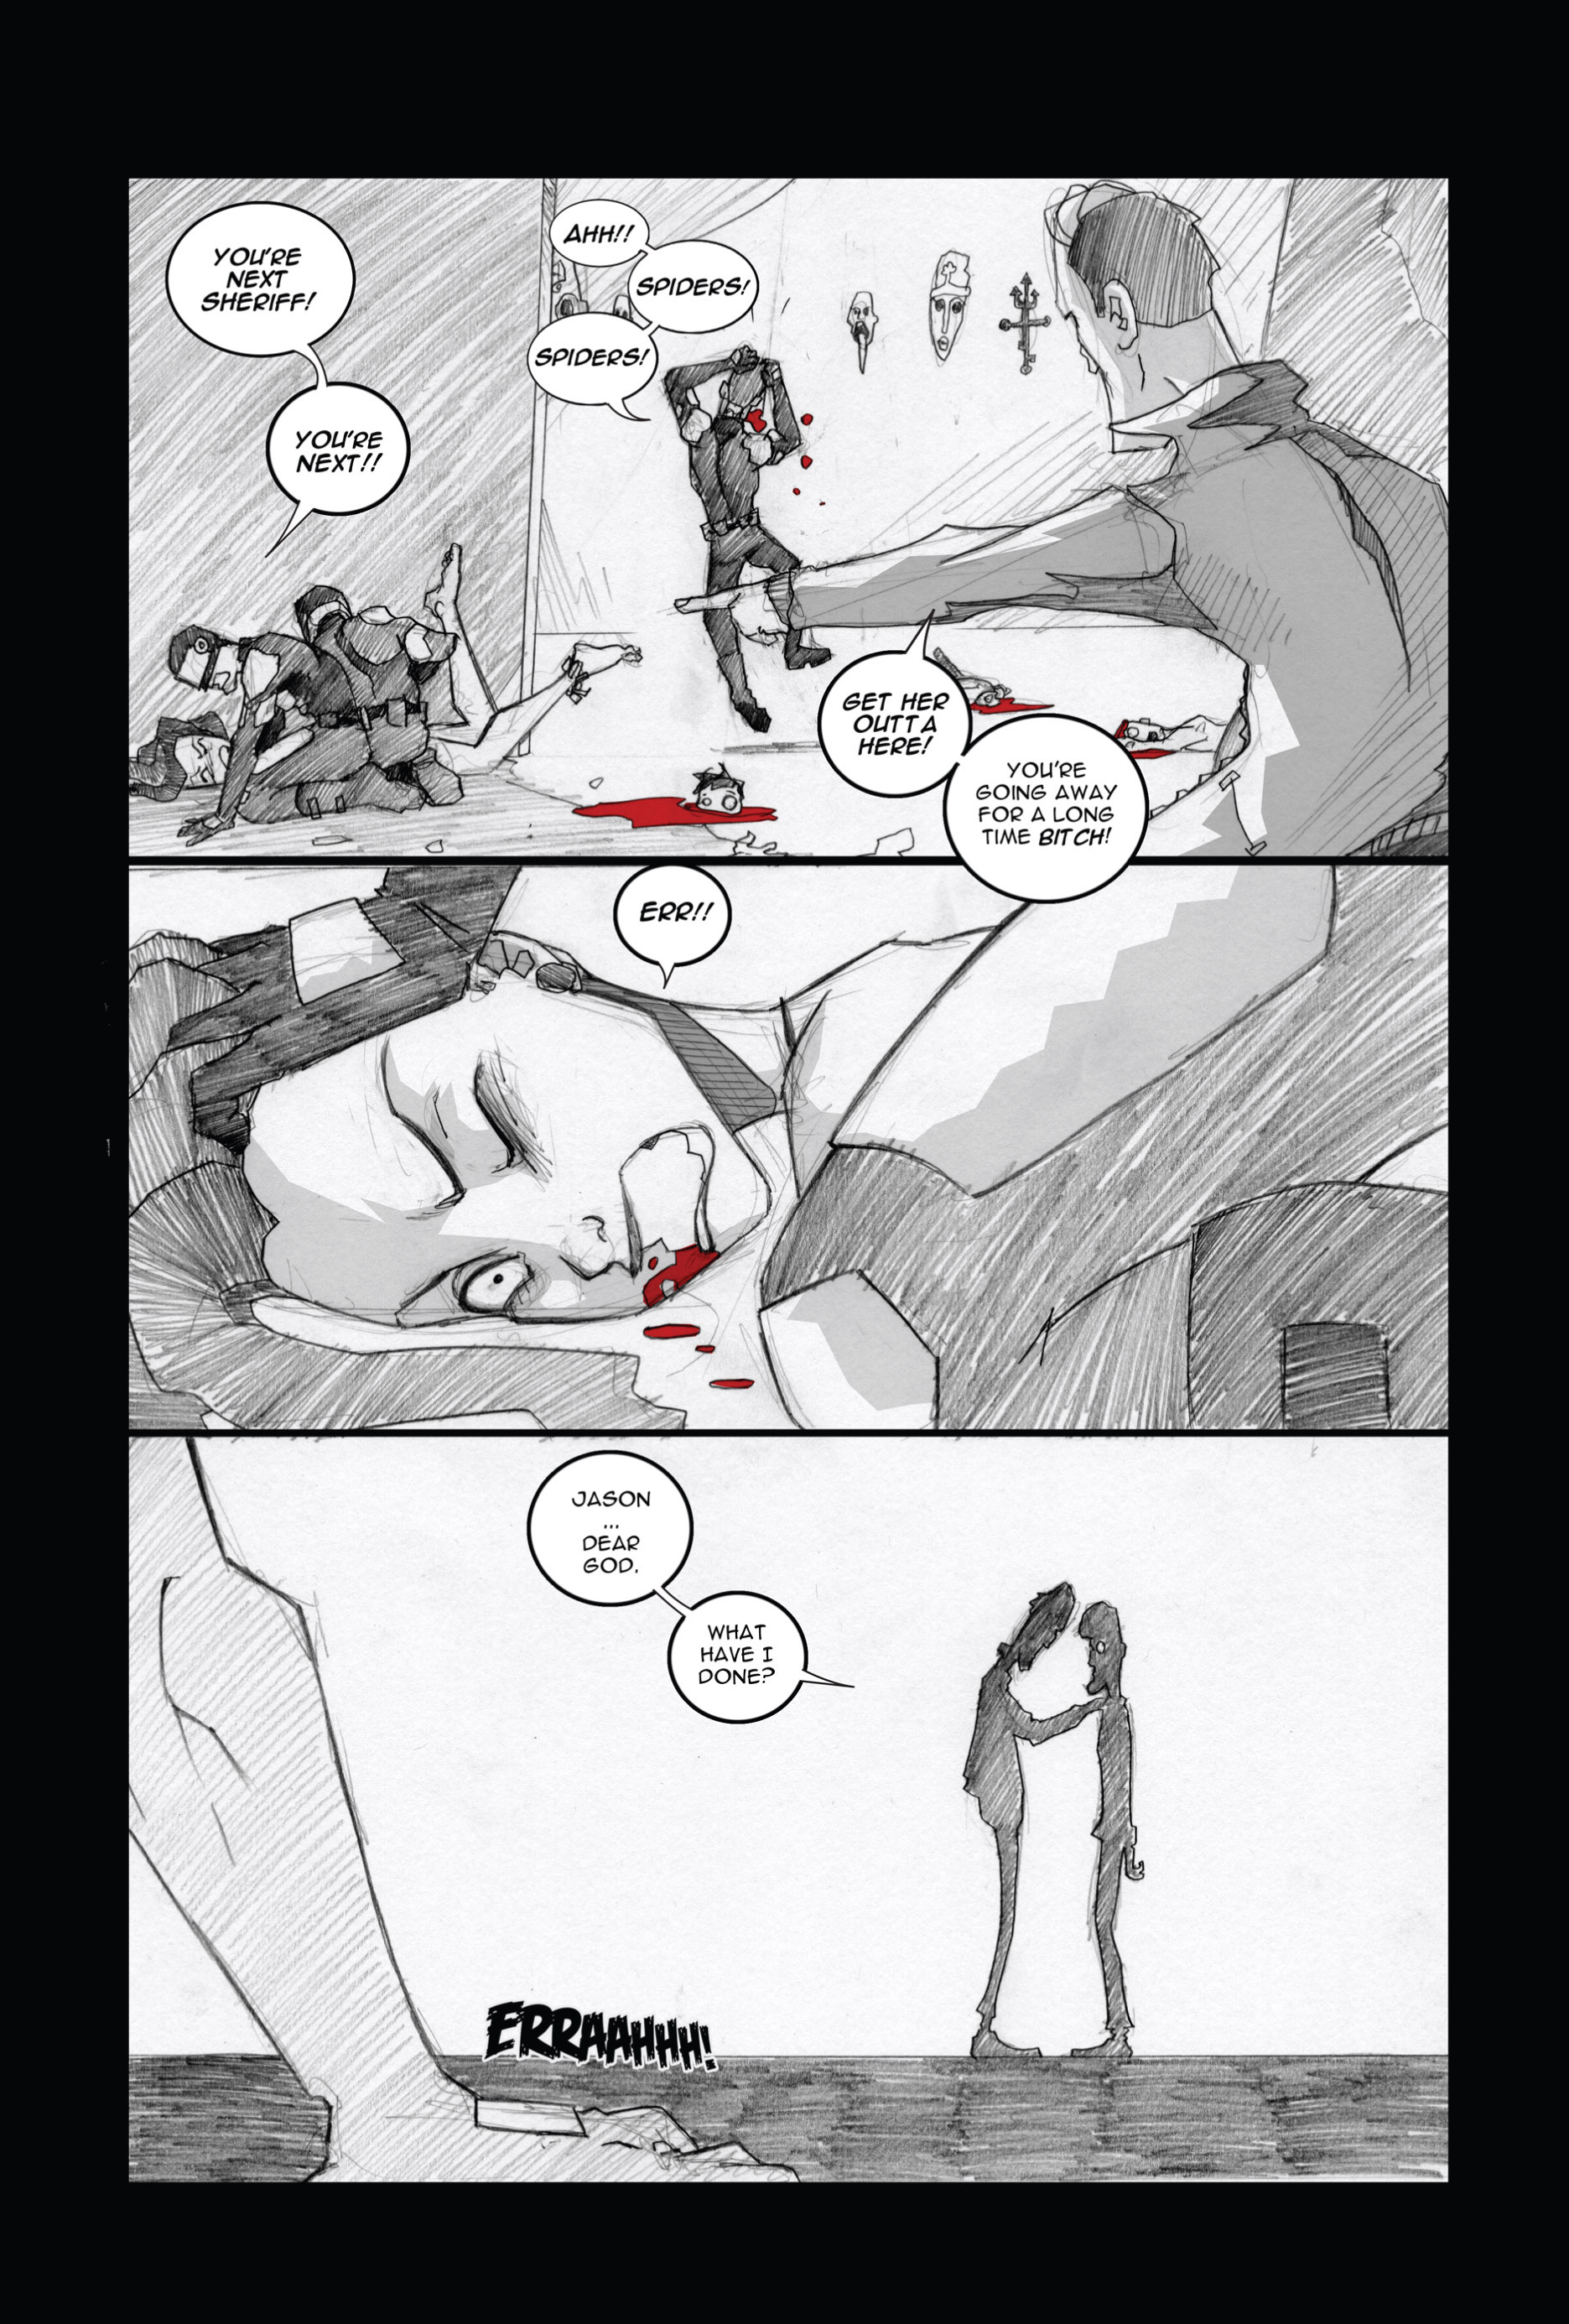 YOU'RE
NEXT
SHERIFF!
YOU'RE
NEXT!!
AHH!!
SPIDERS!
SPIDERS!
GET HER
OUTTA
HERE!
YOU'RE
GOING AWAY
FOR A LONG
TIME BITCH!
ERR!!
JASON
...
DEAR
GOD.
WHAT
HAVE I
DONE?
ERRAAHHH!